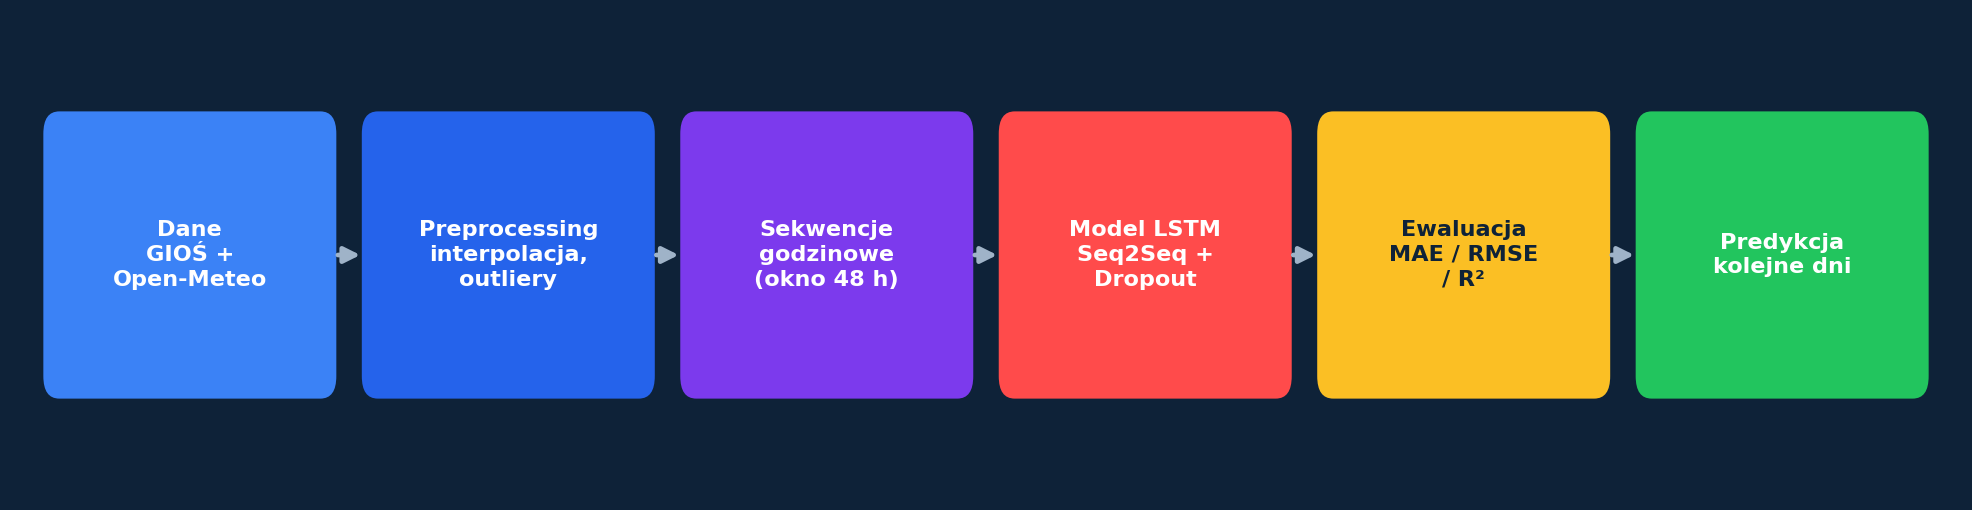 Dane
GIOŚ +
Open-Meteo
Preprocessing
interpolacja,
outliery
Sekwencje
godzinowe
(okno 48 h)
Model LSTM
Seq2Seq +
Dropout
Ewaluacja
MAE / RMSE
/ R²
Predykcja
kolejne dni